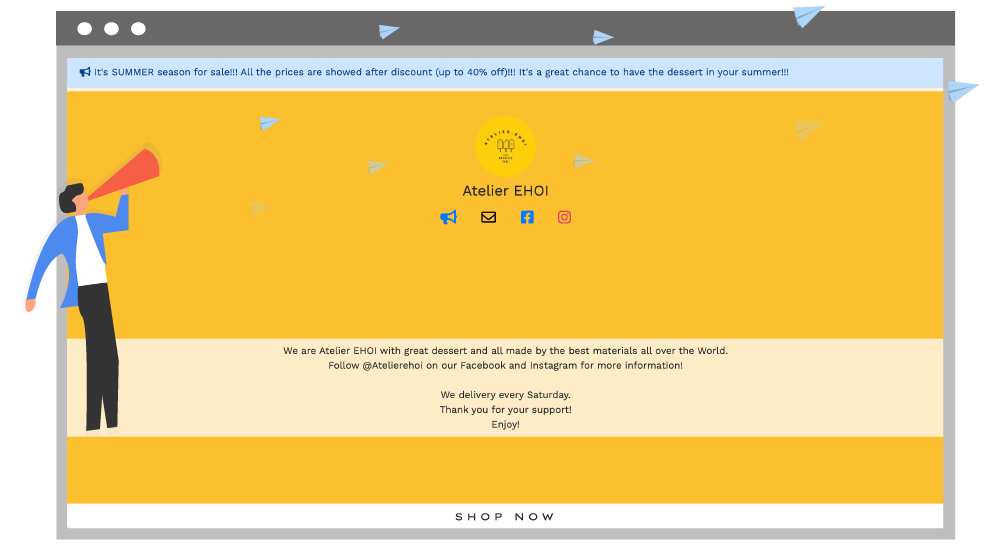 It's SUMMER season for sale!!! All the prices are showed after discount (up to 40% off)!!! It's a great chance to have the dessert in your summer!!!
ATELIER·EHOI
Atelier EHOI
We are Atelier EHOI with great dessert and all made by the best materials all over the World.
Follow @Atelierehoi on our Facebook and Instagram for more information!
We delivery every Saturday.
Thank you for your support!
Enjoy!
SHOP NOW